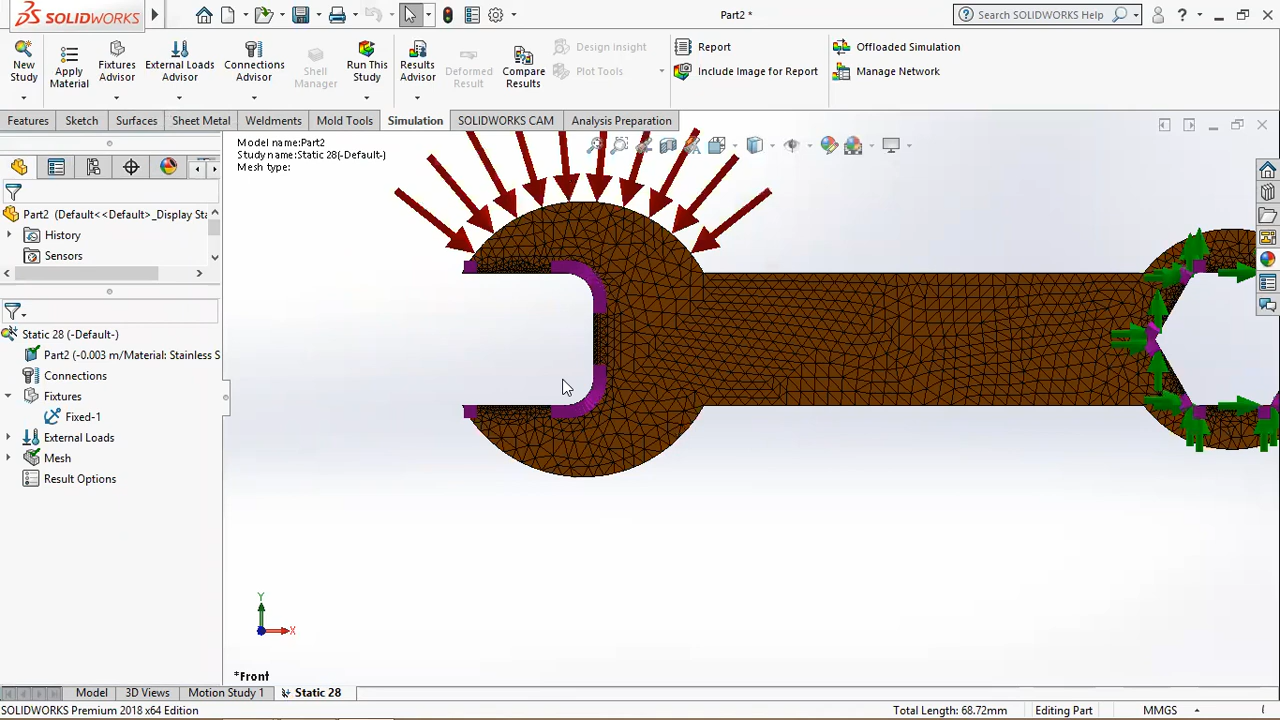 SOLIDWORKS
Part2 *
Search SOLIDWORKS Help
?
New Study
Apply Material
Fixtures Advisor
External Loads Advisor
Connections Advisor
Shell Manager
Run This Study
Results Advisor
Deformed Result
Compare Results
Design Insight
Plot Tools
Report
Include Image for Report
Offloaded Simulation
Manage Network
Features
Sketch
Surfaces
Sheet Metal
Weldments
Mold Tools
Simulation
SOLIDWORKS CAM
Analysis Preparation
Model name:Part2
Study name:Static 28(-Default-)
Mesh type:
Part2 (Default<<Default>_Display Sta
History
Sensors
Static 28 (-Default-)
Part2 (-0.003 m/Material: Stainless S
Connections
Fixtures
Fixed-1
External Loads
Mesh
Result Options
Y
X
*Front
Model
3D Views
Motion Study 1
Static 28
SOLIDWORKS Premium 2018 x64 Edition
Total Length: 68.72mm
Editing Part
MMGS